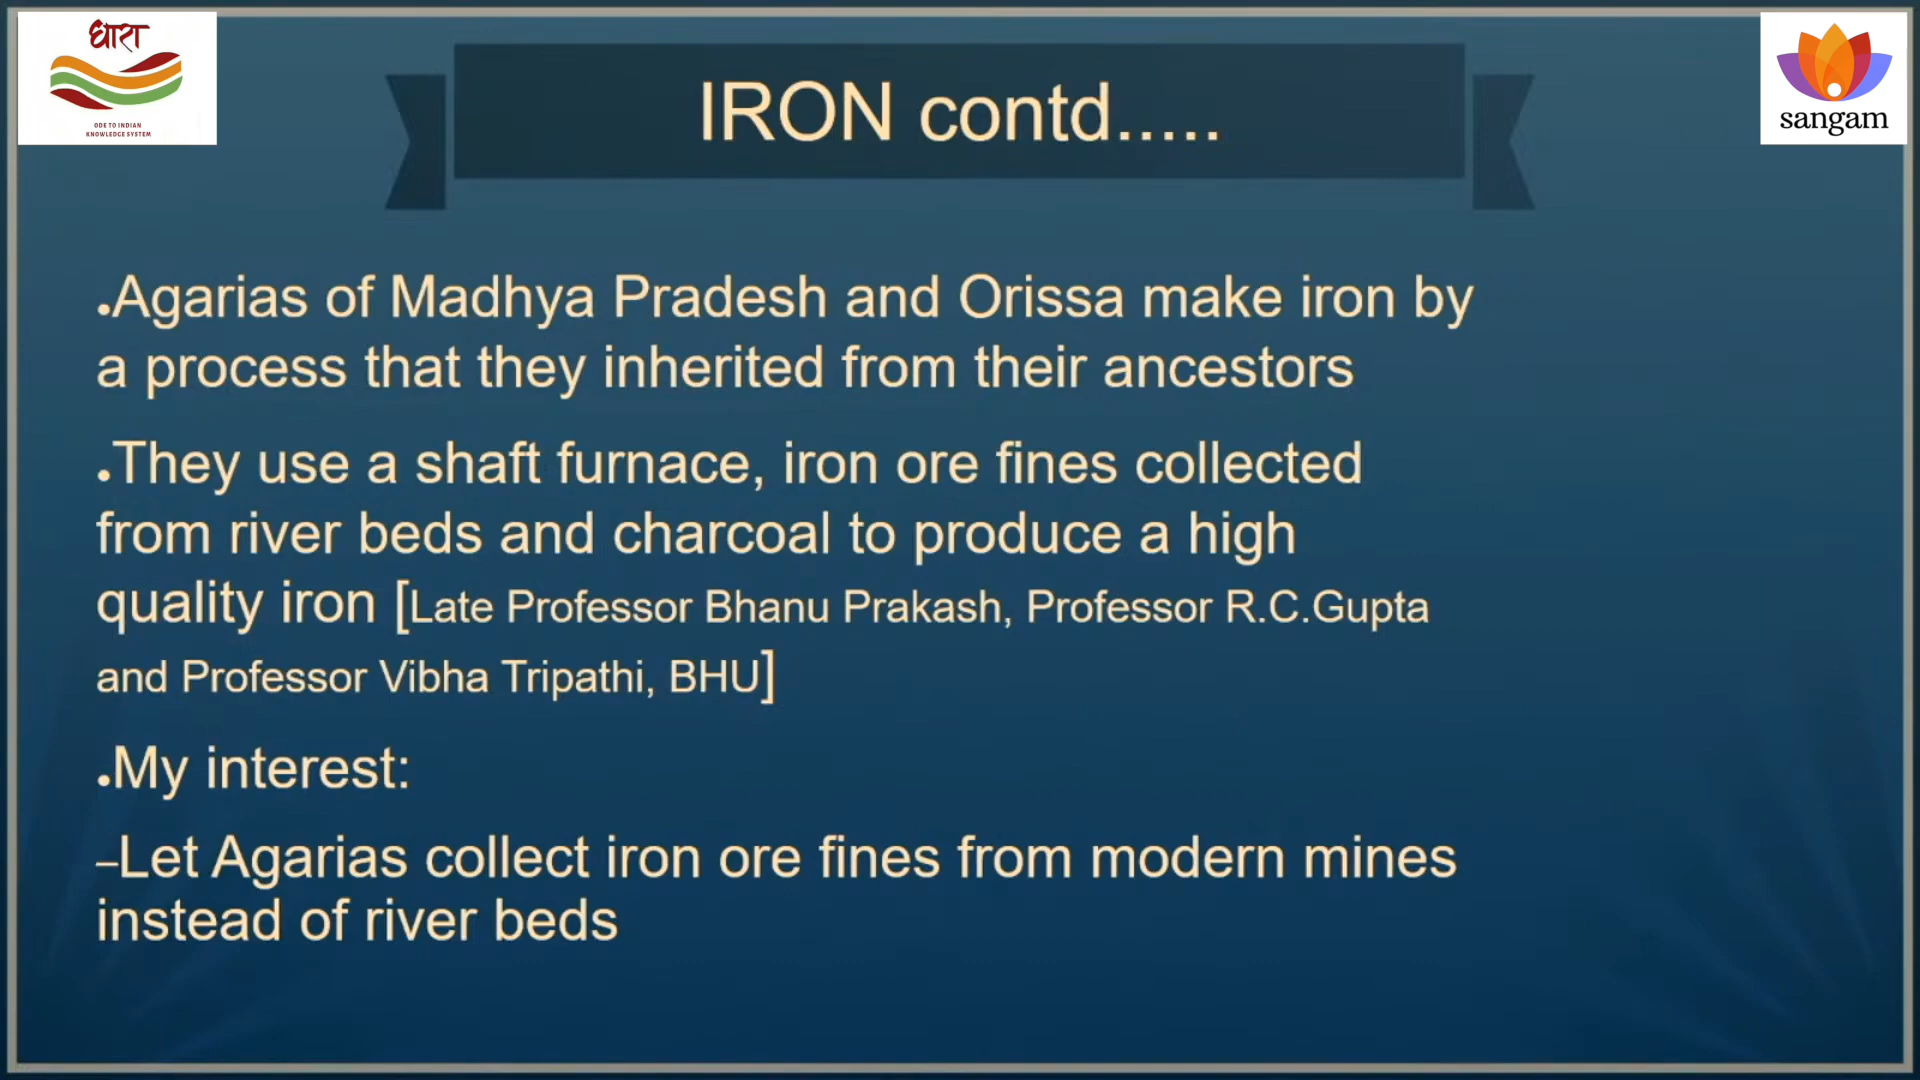 धारा
ODE TO INDIAN
KNOWLEDGE SYSTEM
IRON contd.....
sangam
•Agarias of Madhya Pradesh and Orissa make iron by
a process that they inherited from their ancestors
•They use a shaft furnace, iron ore fines collected
from river beds and charcoal to produce a high
quality iron [Late Professor Bhanu Prakash, Professor R.C.Gupta
and Professor Vibha Tripathi, BHU]
•My interest:
–Let Agarias collect iron ore fines from modern mines
instead of river beds